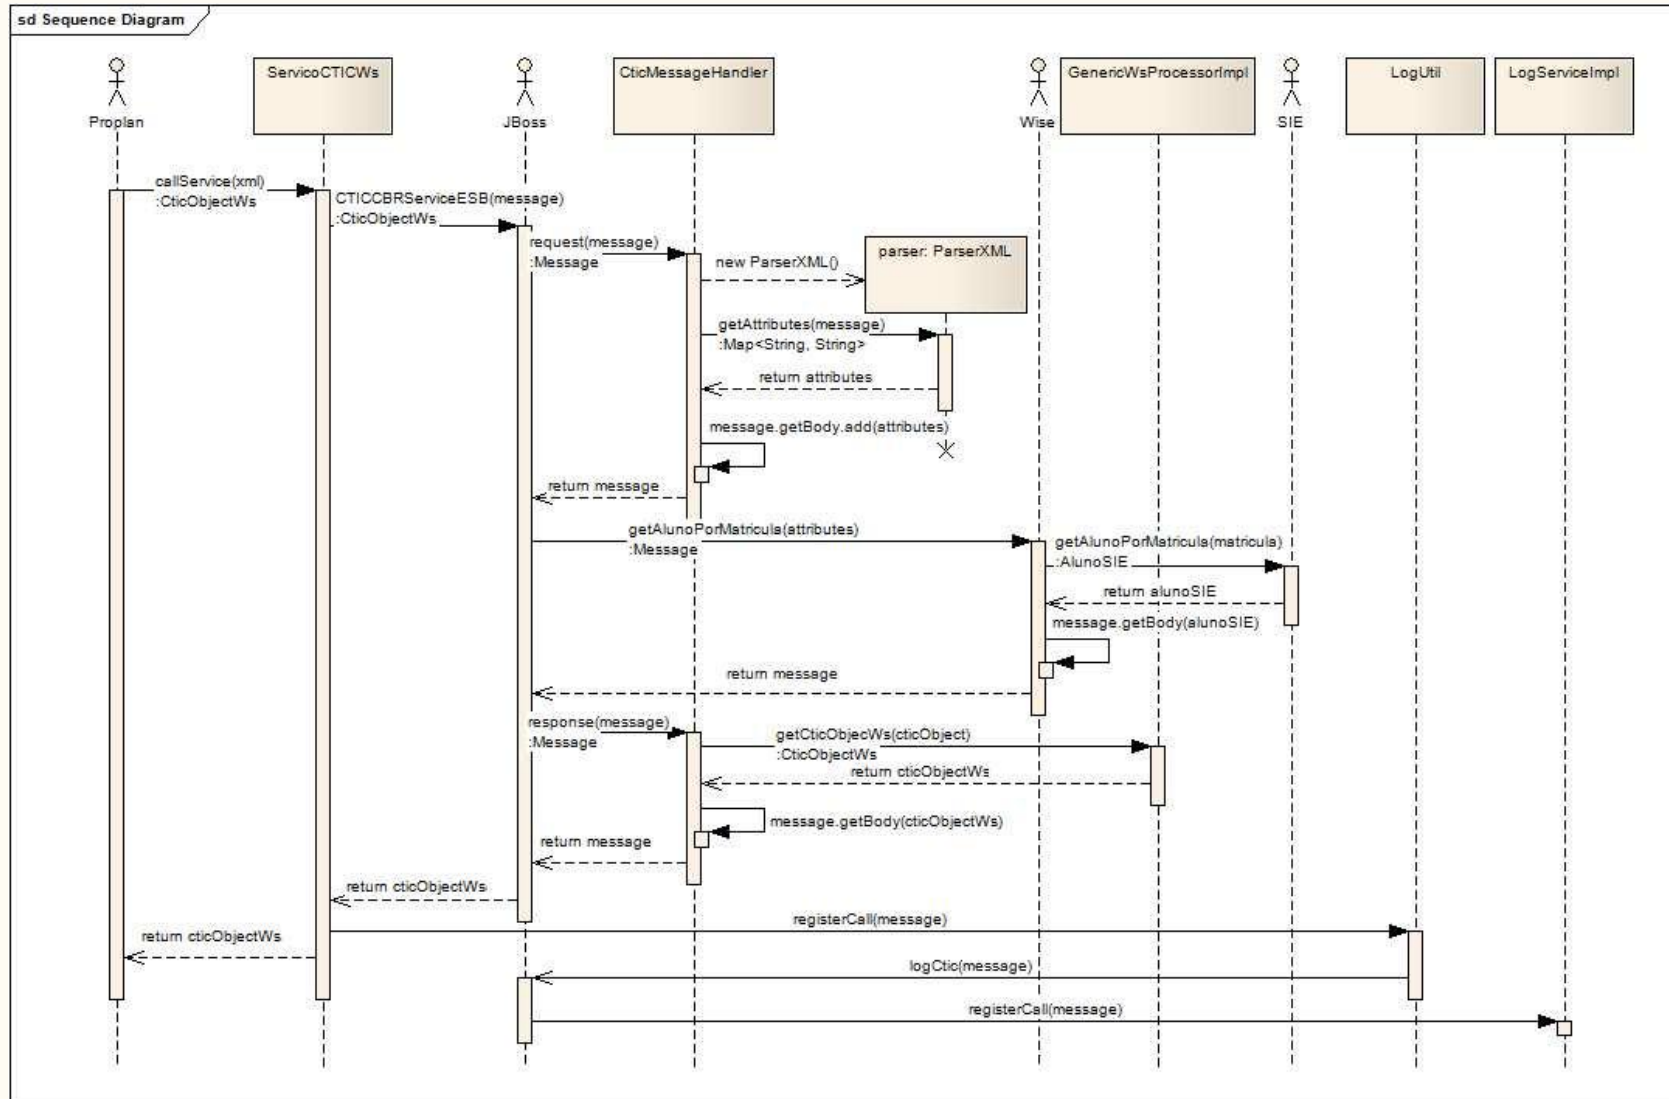 sd Sequence Diagram
Proplan
ServicoCTICWs
JBoss
CticMessageHandler
Wise
GenericWsProcessorImpl
SIE
LogUtil
LogServiceImpl
callService(xml)
:CticObjectWs
CTICCBRServiceESB(message)
:CticObjectWs
request(message)
:Message
new ParserXML()
parser: ParserXML
getAttributes(message)
:Map<String, String>
return attributes
message.getBody.add(attributes)
return message
getAlunoPorMatricula(attributes)
:Message
getAlunoPorMatricula(matricula)
:AlunoSIE
return alunoSIE
message.getBody(alunoSIE)
return message
response(message)
:Message
getCticObjecWs(cticObject)
:CticObjectWs
return cticObjectWs
message.getBody(cticObjectWs)
return message
return cticObjectWs
registerCall(message)
return cticObjectWs
logCtic(message)
registerCall(message)